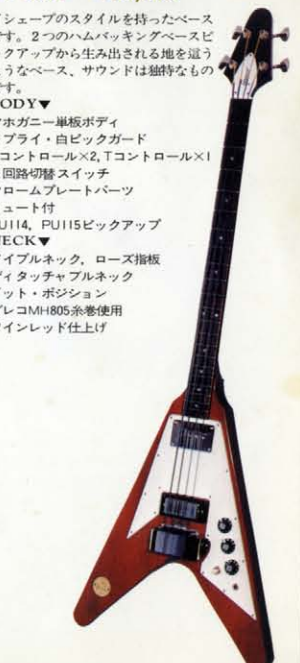 シェープのスタイルを持ったベース
です。2つのハムバッキングベースピ
クアップから生み出される地を這う
うなベース、サウンドは独特なもの
です。
ODY▼
ホガニー単板ボディ
プライ・白ピックガード
コントロール×2, Tコントロール×1
回路切替スイッチ
ロームプレートパーツ
ュート付
U114, PU115ピックアップ
ECK▼
イプルネック, ローズ指板
ィタッチャブルネック
ット・ポジション
レコMH805糸巻使用
インレッド仕上げ